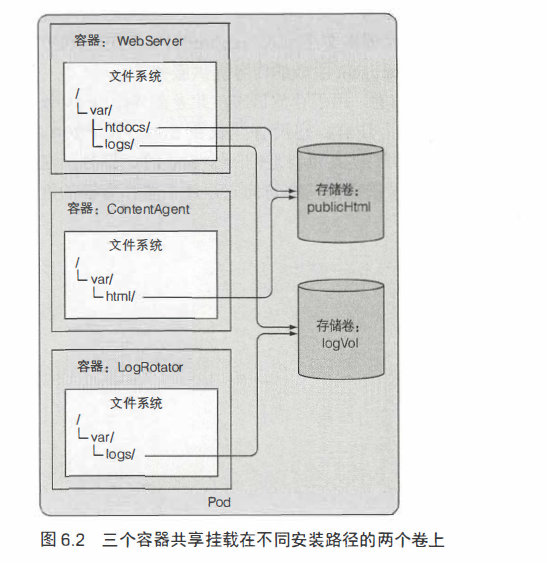 容器：WebServer
文件系统
/
var/
htdocs/
logs/
存储卷：
publicHtml
容器：ContentAgent
文件系统
/
var/
html/
存储卷：
logVol
容器：LogRotator
文件系统
/
var/
logs/
Pod
图 6.2 三个容器共享挂载在不同安装路径的两个卷上